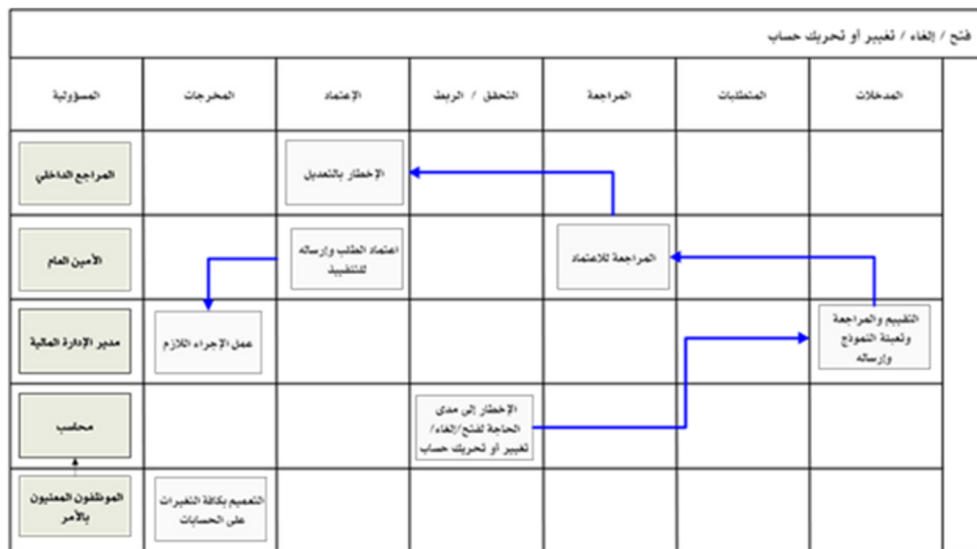 فتح / إلغاء / تغيير أو تحريك حساب
المدخلات
المتطلبات
المراجعة
التحقق / الربط
الإعتماد
المخرجات
المسؤولية
الإخطار بالتعديل
المراجع الداخلي
المراجعة للاعتماد
اعتماد الطلب وإرساله
للتنفيذ
الأمين العام
التقييم والمراجعة
وتعبئة النموذج
وإرساله
عمل الإجراء اللازم
مدير الإدارة المالية
الإخطار إلى مدى
الحاجة لفتح/إلغاء/
تغيير أو تحريك حساب
محاسب
التعميم بكافة التغيرات
على الحسابات
الموظفون المعنيون
بالأمر